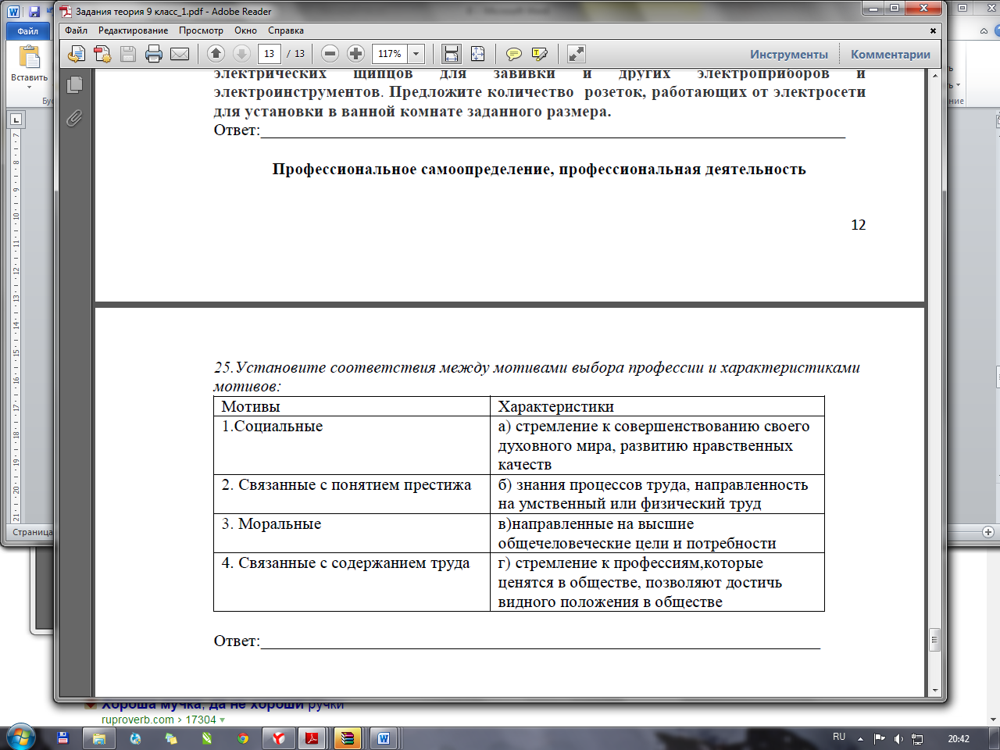 Задания теория 9 класс_1.pdf - Adobe Reader
Файл
Файл Редактирование Просмотр Окно Справка
13 / 13 117% Инструменты Комментарии
Вставить
электрических щипцов для завивки и других электроприборов и
электроинструментов. Предложите количество розеток, работающих от электросети
для установки в ванной комнате заданного размера.
Ответ:
Профессиональное самоопределение, профессиональная деятельность
12
25.Установите соответствия между мотивами выбора профессии и характеристиками
мотивов:
Мотивы Характеристики
1.Социальные
а) стремление к совершенствованию своего
духовного мира, развитию нравственных
качеств
2. Связанные с понятием престижа
б) знания процессов труда, направленность
на умственный или физический труд
3. Моральные
в)направленные на высшие
общечеловеческие цели и потребности
4. Связанные с содержанием труда
г) стремление к профессиям,которые
ценятся в обществе, позволяют достичь
видного положения в обществе
Ответ:
Страница
Хороша мучка, да не хороши ручки
ruproverb.com › 17304
RU 20:42